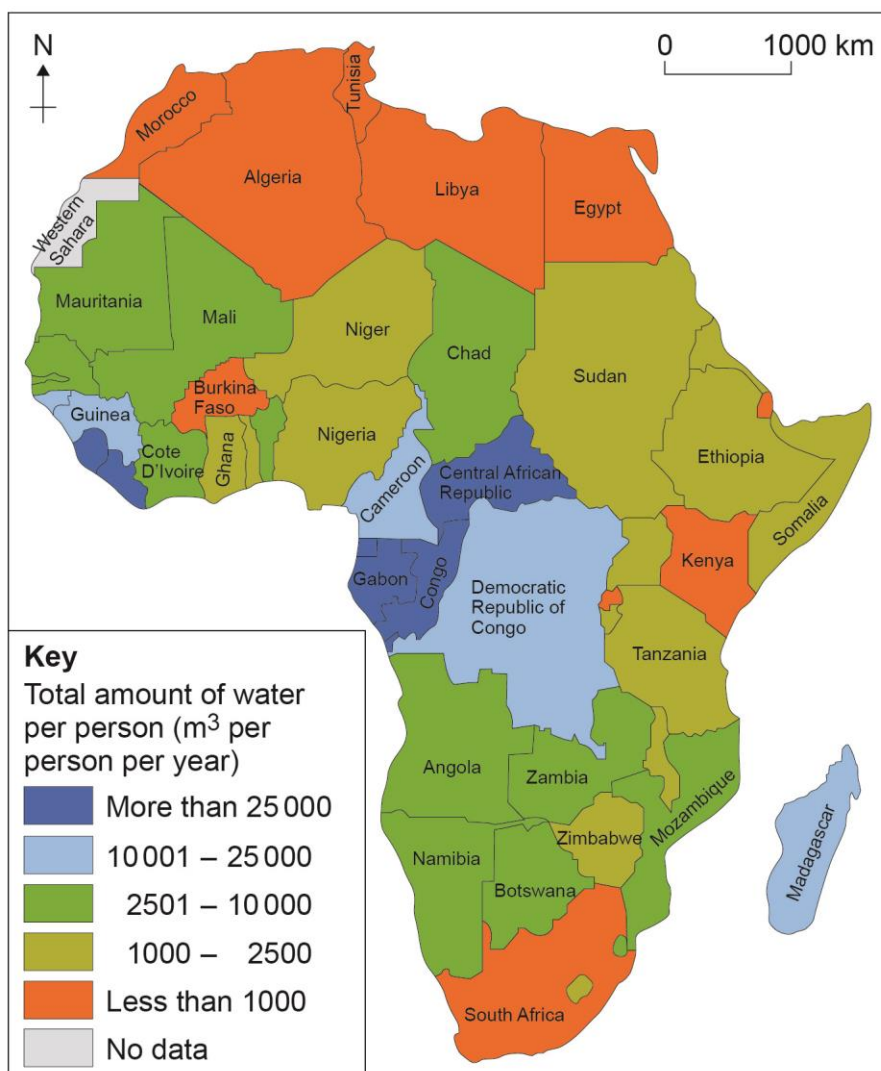 N
0 1000 km
Morocco
Tunisia
Algeria
Libya
Egypt
Western
Sahara
Mauritania
Mali
Niger
Chad
Sudan
Burkina
Faso
Guinea
Cote
D'Ivoire
Ghana
Nigeria
Cameroon
Central African
Republic
Ethiopia
Somalia
Gabon
Congo
Democratic
Republic of
Congo
Kenya
Tanzania
Angola
Zambia
Mozambique
Zimbabwe
Namibia
Botswana
Madagascar
South Africa
Key
Total amount of water
per person (m³ per
person per year)
More than 25 000
10 001 – 25 000
2501 – 10 000
1000 – 2500
Less than 1000
No data